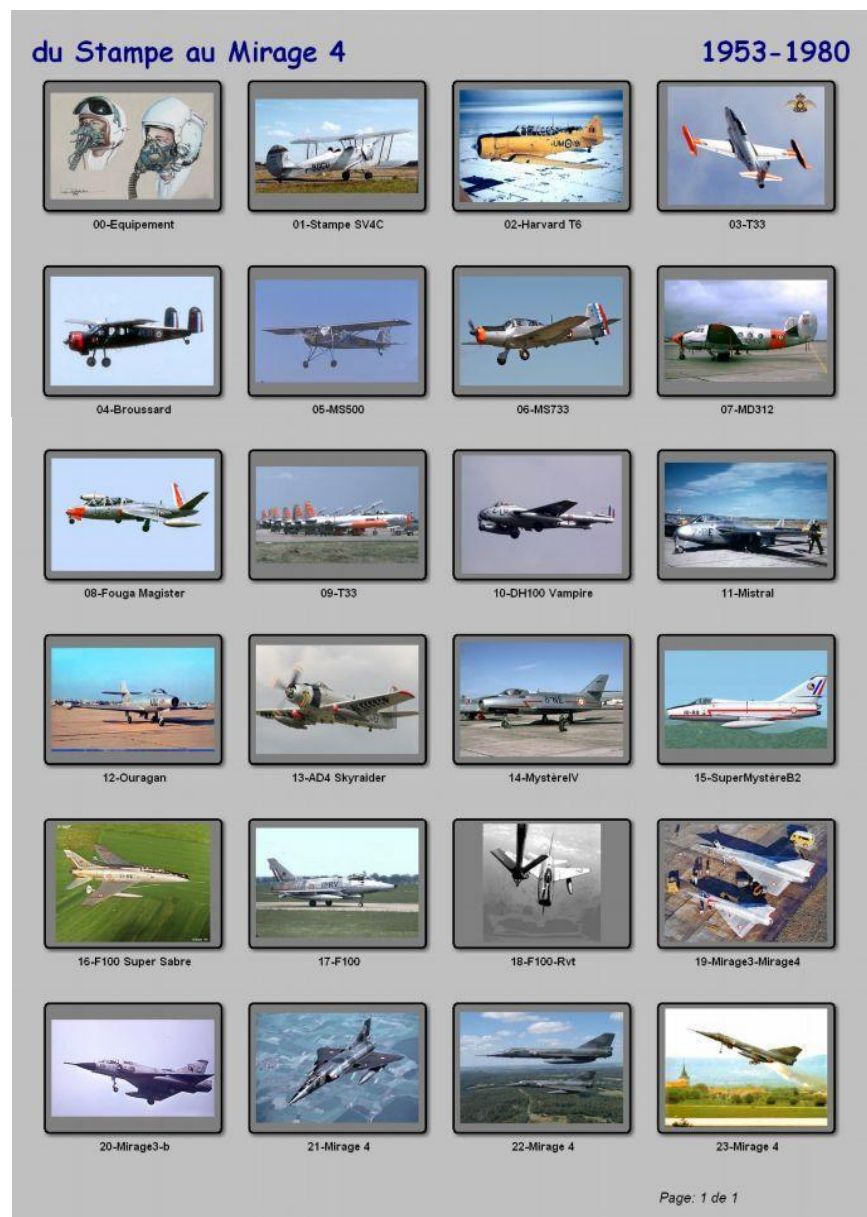 du Stampe au Mirage 4 1953-1980
00-Equipement 01-Stampe SV4C 02-Harvard T6 03-T33
04-Broussard 05-MS500 06-MS733 07-MD312
08-Fouga Magister 09-T33 10-DH100 Vampire 11-Mistral
12-Ouragan 13-AD4 Skyraider 14-MystèreIV 15-SuperMystèreB2
16-F100 Super Sabre 17-F100 18-F100-Rvt 19-Mirage3-Mirage4
20-Mirage3-b 21-Mirage 4 22-Mirage 4 23-Mirage 4
Page: 1 de 1